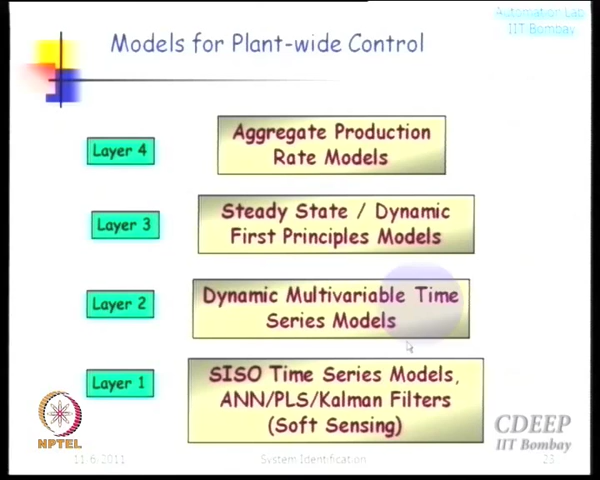 Automation Lab
IIT Bombay
Models for Plant-wide Control
Layer 4
Aggregate Production
Rate Models
Layer 3
Steady State / Dynamic
First Principles Models
Layer 2
Dynamic Multivariable Time
Series Models
Layer 1
SISO Time Series Models,
ANN/PLS/Kalman Filters
(Soft Sensing)
NPTEL
CDEEP
IIT Bombay
11.6.2011
System Identification
23